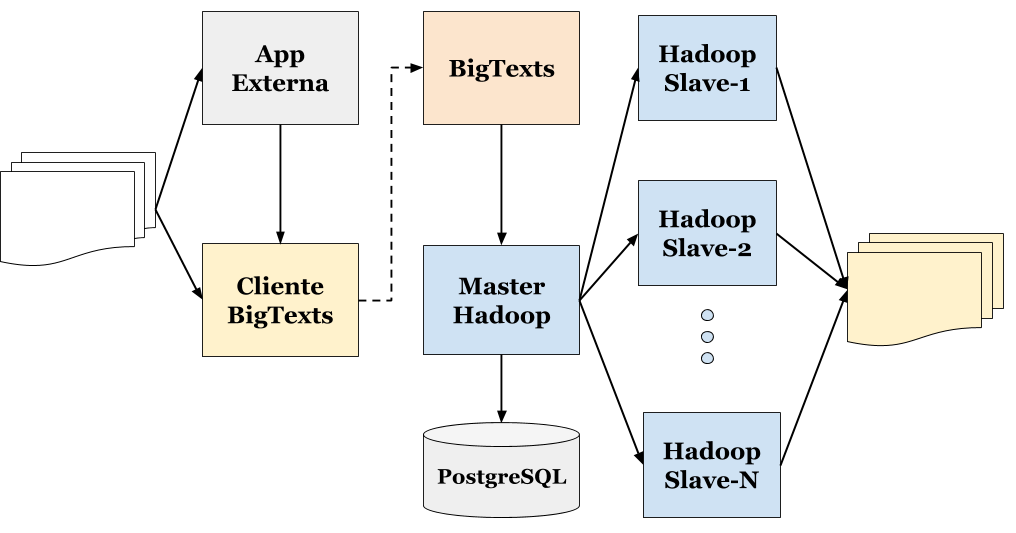 App
Externa
BigTexts
Hadoop
Slave-1
Hadoop
Slave-2
Cliente
BigTexts
Master
Hadoop
PostgreSQL
Hadoop
Slave-N